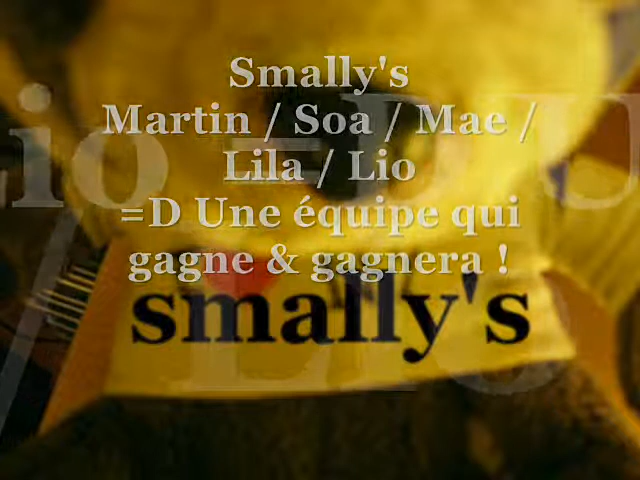 Smally's
Martin / Soa / Mae /
Lila / Lio
=D Une équipe qui
gagne & gagnera !
smally's